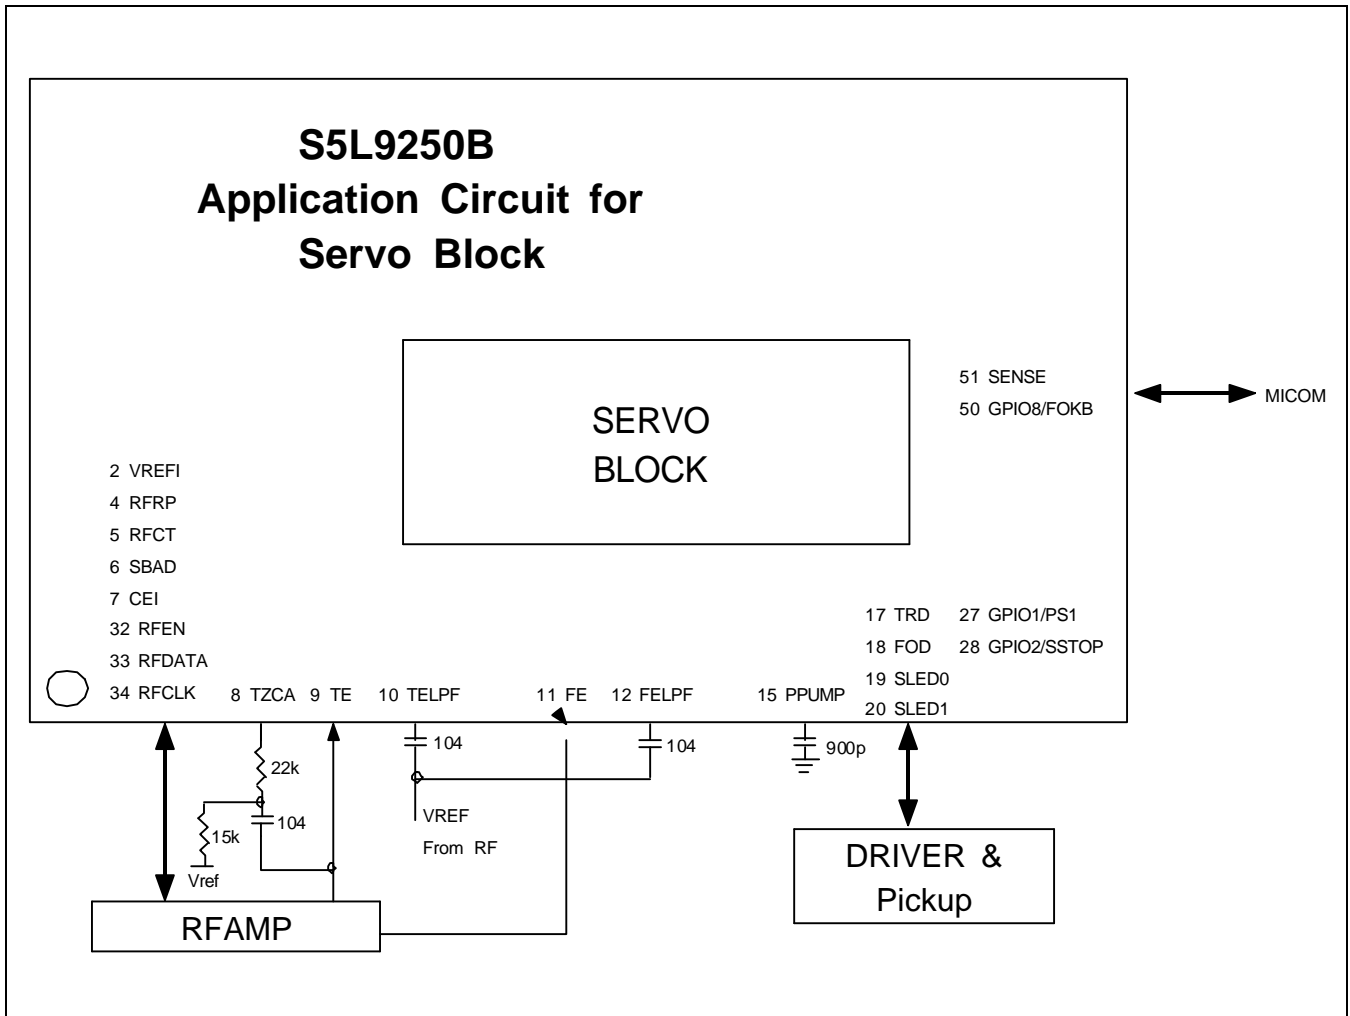 S5L9250B
Application Circuit for
Servo Block
SERVO
BLOCK
51 SENSE
50 GPIO8/FOKB
MICOM
2 VREFI
4 RFRP
5 RFCT
6 SBAD
7 CEI
32 RFEN
33 RFDATA
34 RFCLK
8 TZCA
9 TE
10 TELPF
11 FE
12 FELPF
15 PPUMP
17 TRD
18 FOD
19 SLED0
20 SLED1
27 GPIO1/PS1
28 GPIO2/SSTOP
22k
104
15k
Vref
104
VREF
From RF
104
900p
RFAMP
DRIVER &
Pickup